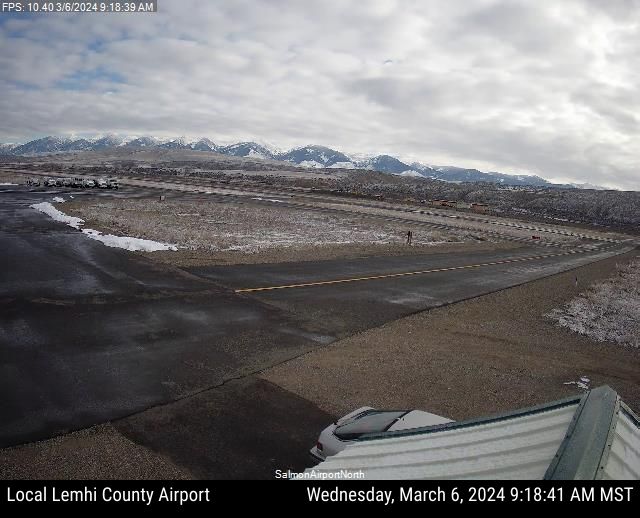 FPS: 10.40 3/6/2024 9:18:39 AM
SalmonAirportNorth
Local Lemhi County Airport Wednesday, March 6, 2024 9:18:41 AM MST